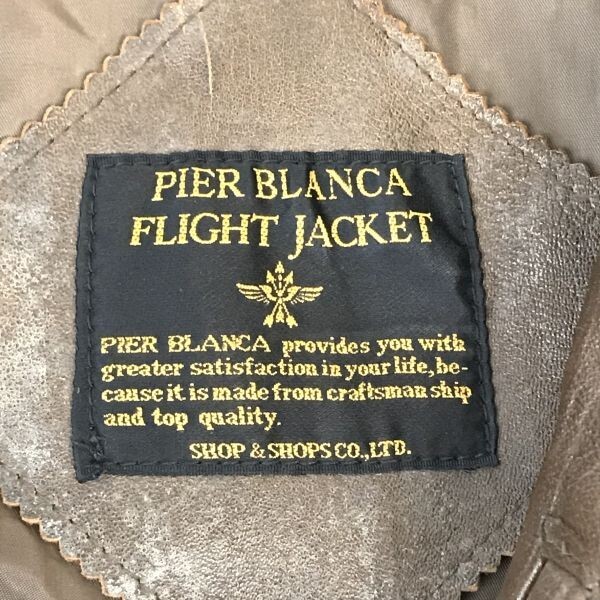 PIER BLANCA
FLIGHT JACKET
PIER BLANCA provides you with
greater satisfaction in your life, be-
cause it is made from craftsman ship
and top quality.
SHOP & SHOPS CO., LTD.